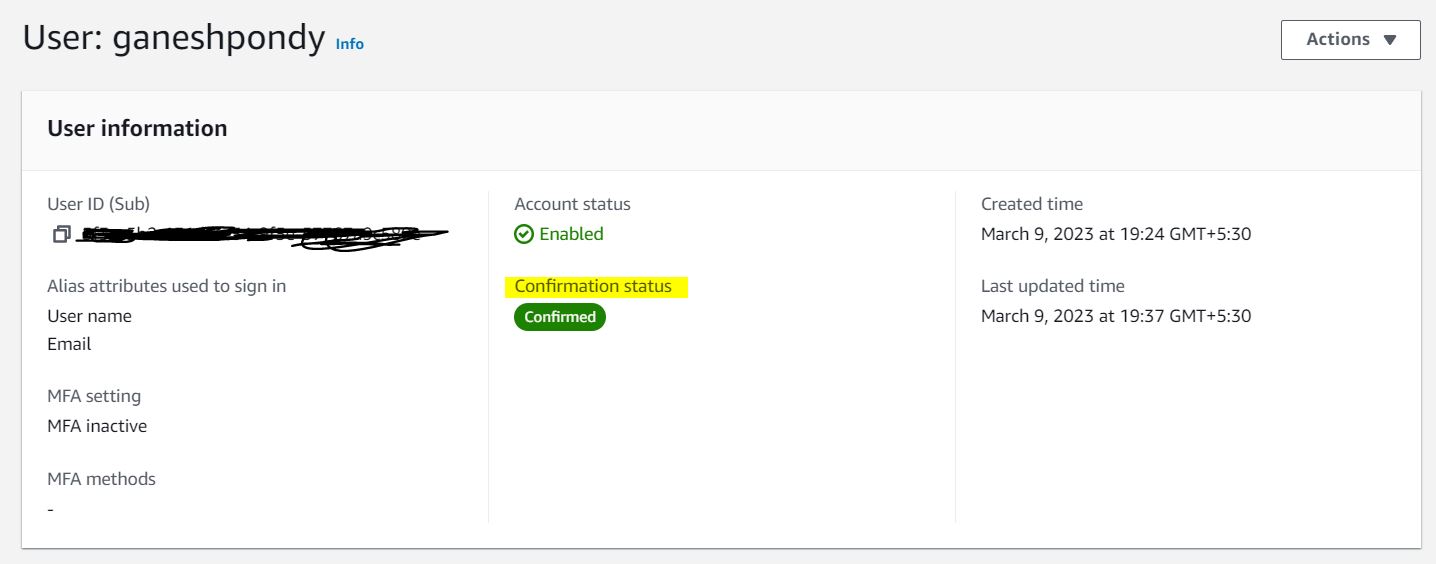 User: ganeshpondy Info
Actions
User information
User ID (Sub)
Alias attributes used to sign in
User name
Email
MFA setting
MFA inactive
MFA methods
-
Account status
Enabled
Confirmation status
Confirmed
Created time
March 9, 2023 at 19:24 GMT+5:30
Last updated time
March 9, 2023 at 19:37 GMT+5:30